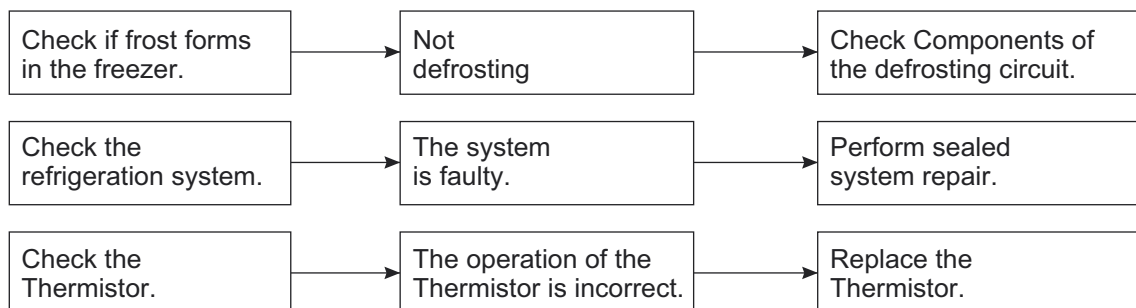 Check if frost forms
in the freezer.
Not
defrosting
Check Components of
the defrosting circuit.
Check the
refrigeration system.
The system
is faulty.
Perform sealed
system repair.
Check the
Thermistor.
The operation of the
Thermistor is incorrect.
Replace the
Thermistor.